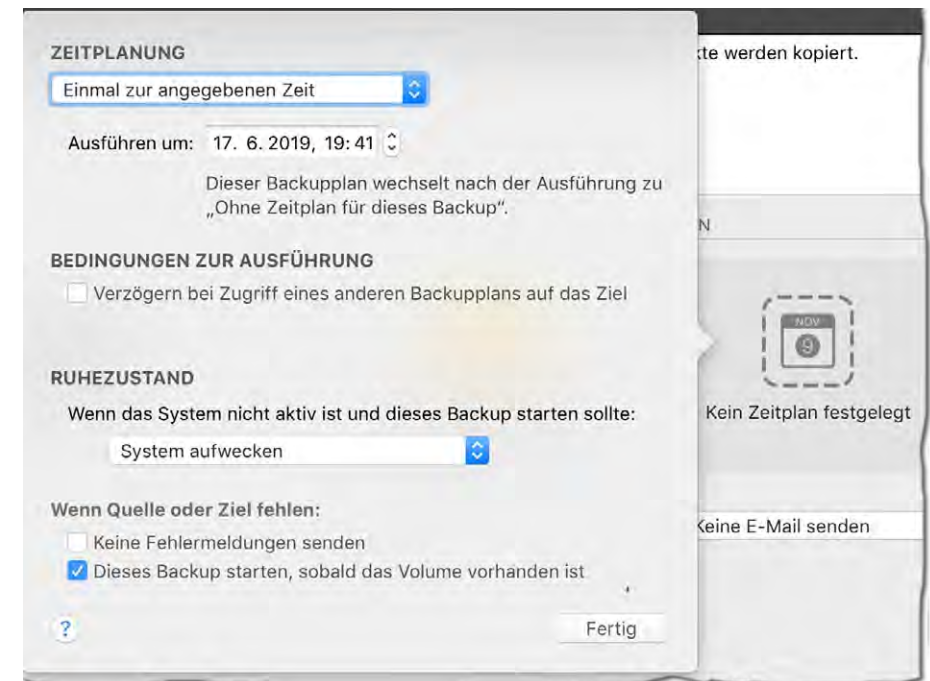 ZEITPLANUNG
Einmal zur angegebenen Zeit
Ausführen um: 17. 6. 2019, 19:41
Dieser Backupplan wechselt nach der Ausführung zu
„Ohne Zeitplan für dieses Backup“.
BEDINGUNGEN ZUR AUSFÜHRUNG
Verzögern bei Zugriff eines anderen Backupplans auf das Ziel
RUHEZUSTAND
Wenn das System nicht aktiv ist und dieses Backup starten sollte:
System aufwecken
Wenn Quelle oder Ziel fehlen:
Keine Fehlermeldungen senden
Dieses Backup starten, sobald das Volume vorhanden ist
?
Fertig
werden kopiert.
N
NOV
9
Kein Zeitplan festgelegt
Keine E-Mail senden